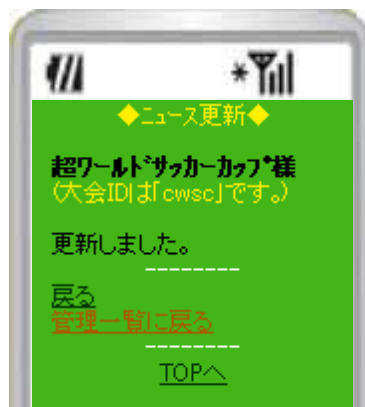 ◆ニュース更新◆
超ワールドサッカーカップ様
(大会IDは「cwsc」です。)
更新しました。
--------
戻る
管理一覧に戻る
--------
TOPへ